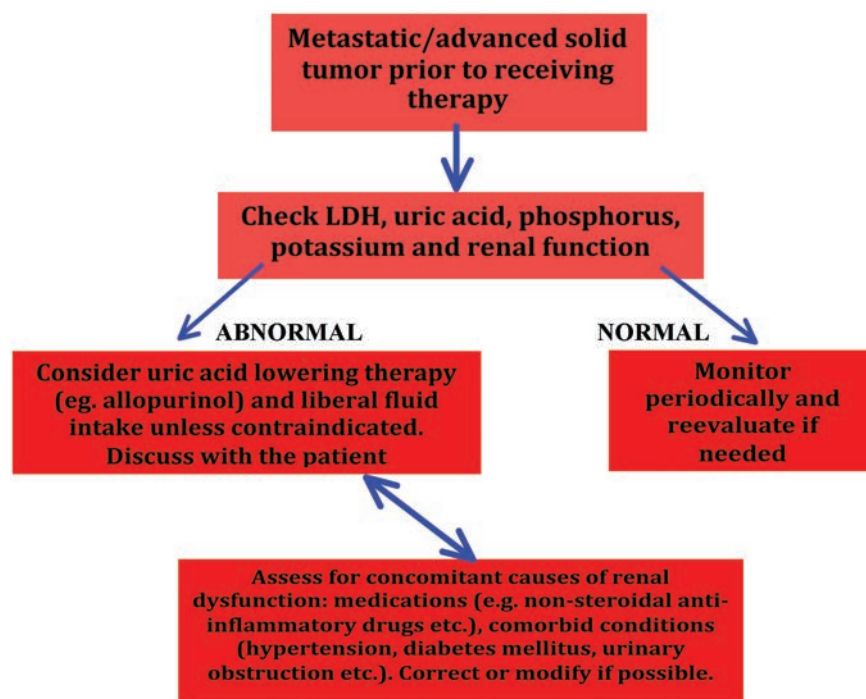 Metastatic/advanced solid
tumor prior to receiving
therapy
Check LDH, uric acid, phosphorus,
potassium and renal function
ABNORMAL
NORMAL
Consider uric acid lowering therapy
(eg. allopurinol) and liberal fluid
intake unless contraindicated.
Discuss with the patient
Monitor
periodically and
reevaluate if
needed
Assess for concomitant causes of renal
dysfunction: medications (e.g. non-steroidal anti-
inflammatory drugs etc.), comorbid conditions
(hypertension, diabetes mellitus, urinary
obstruction etc.). Correct or modify if possible.